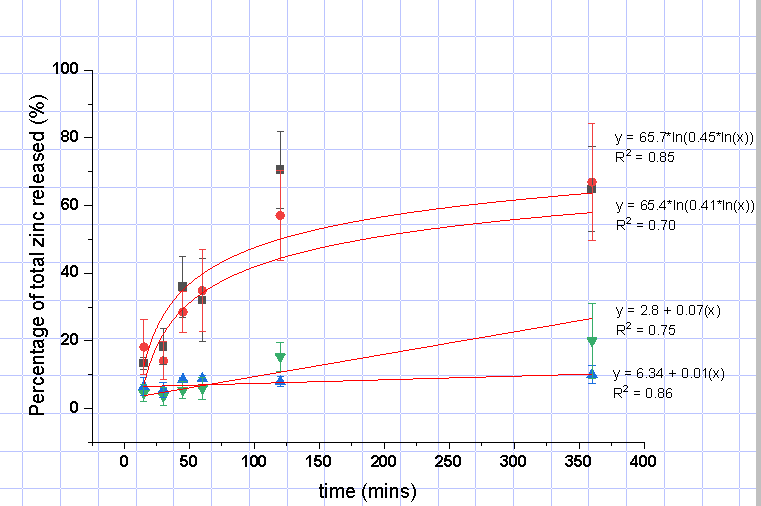 Percentage of total zinc released (%)
100
80
60
40
20
0
0 50 100 150 200 250 300 350 400
time (mins)
y = 65.7*ln(0.45*ln(x))
R² = 0.85
y = 65.4*ln(0.41*ln(x))
R² = 0.70
y = 2.8 + 0.07(x)
R² = 0.75
y = 6.34 + 0.01(x)
R² = 0.86